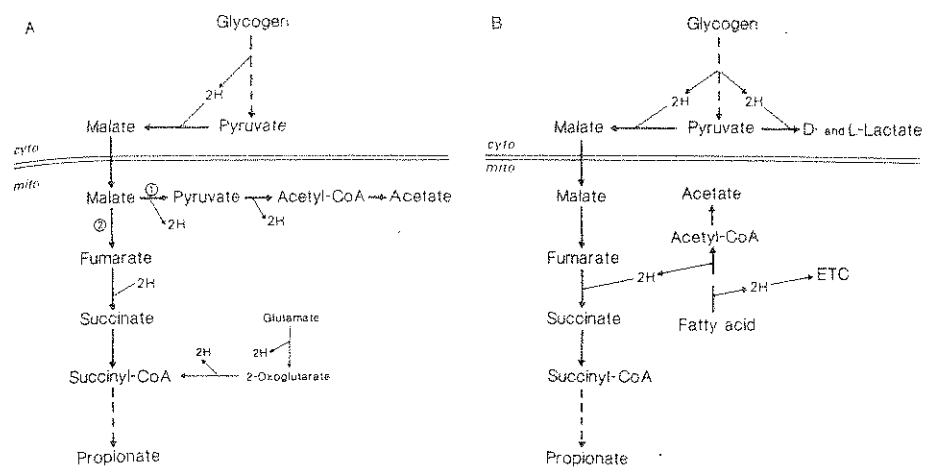 A
Glycogen
2H
Malate
Pyruvate
cyto
mito
Malate
①
Pyruvate
Acetyl-CoA
Acetate
2H
2H
②
Fumarate
2H
Succinate
Glutamate
2H
2H
Succinyl-CoA
2-Oxoglutarate
Propionate
B
Glycogen
2H
2H
Malate
Pyruvate
D- and L-Lactate
cyto
mito
Malate
Acetate
Acetyl-CoA
Fumarate
2H
ETC
2H
Succinate
Fatty acid
Succinyl-CoA
Propionate